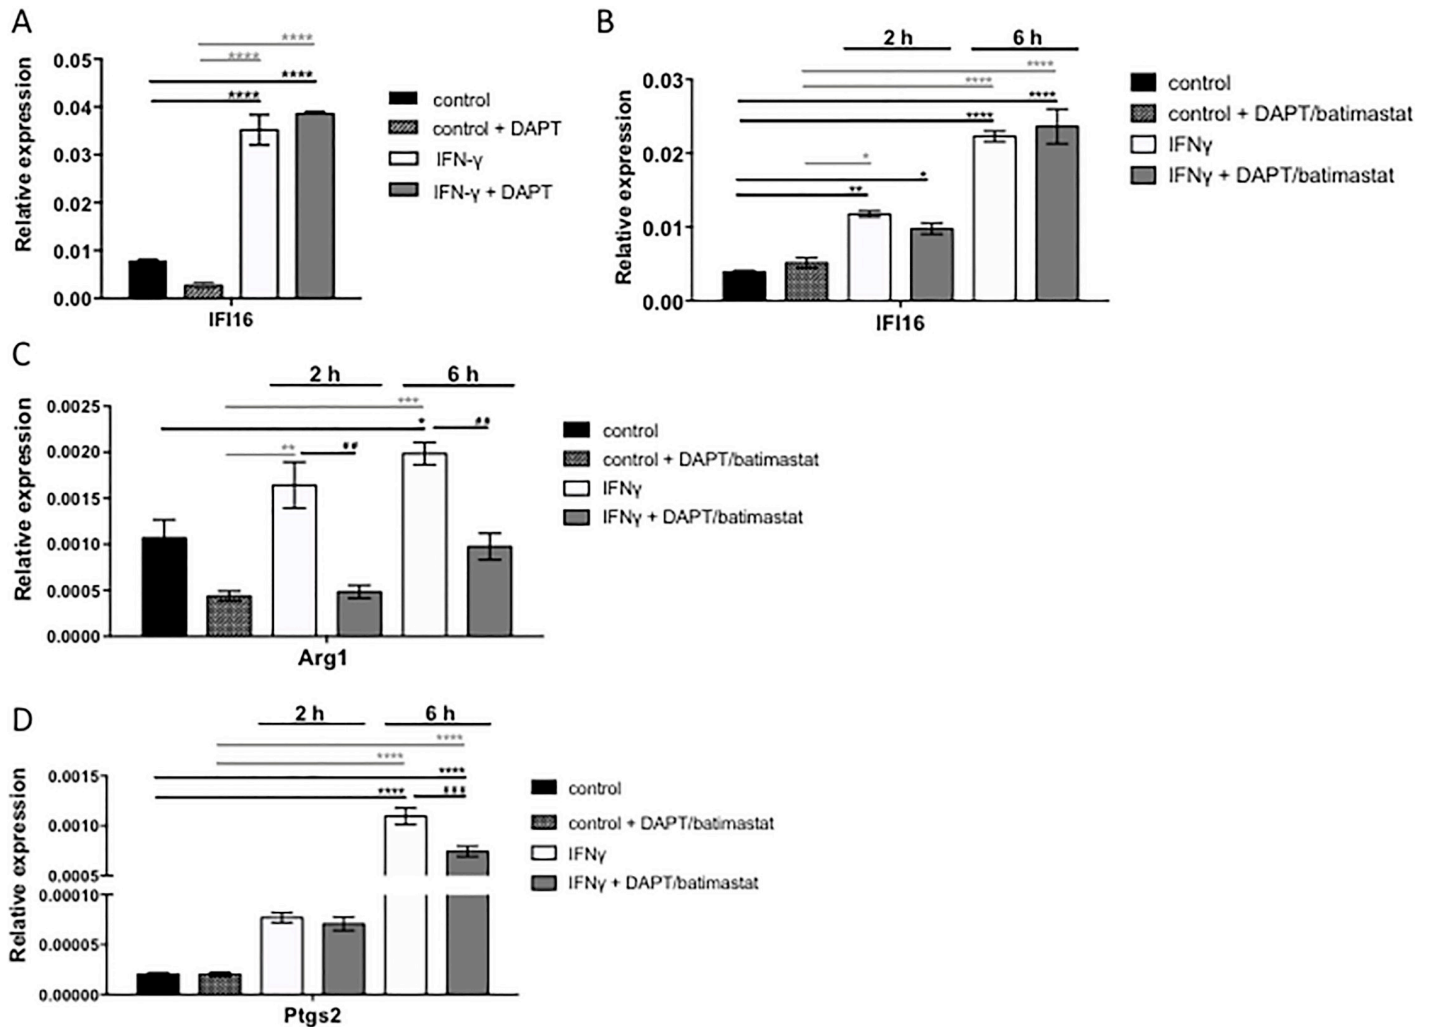 A
****
****
****
****
0.05
0.04
0.03
0.02
0.01
0.00
Relative expression
IFI16
control
control + DAPT
IFN-γ
IFN-γ + DAPT
B
2 h 6 h
****
****
****
****
*
*
**
0.03
0.02
0.01
0.00
Relative expression
IFI16
control
control + DAPT/batimastat
IFNγ
IFNγ + DAPT/batimastat
C
2 h 6 h
***
* ##
** ##
0.0025
0.0020
0.0015
0.0010
0.0005
0.0000
Relative expression
Arg1
control
control + DAPT/batimastat
IFNγ
IFNγ + DAPT/batimastat
D
2 h 6 h
****
****
****
**** ###
0.0015
0.0010
0.0005
0.00010
0.00005
0.00000
Relative expression
Relative expression
Ptgs2
control
control + DAPT/batimastat
IFNγ
IFNγ + DAPT/batimastat